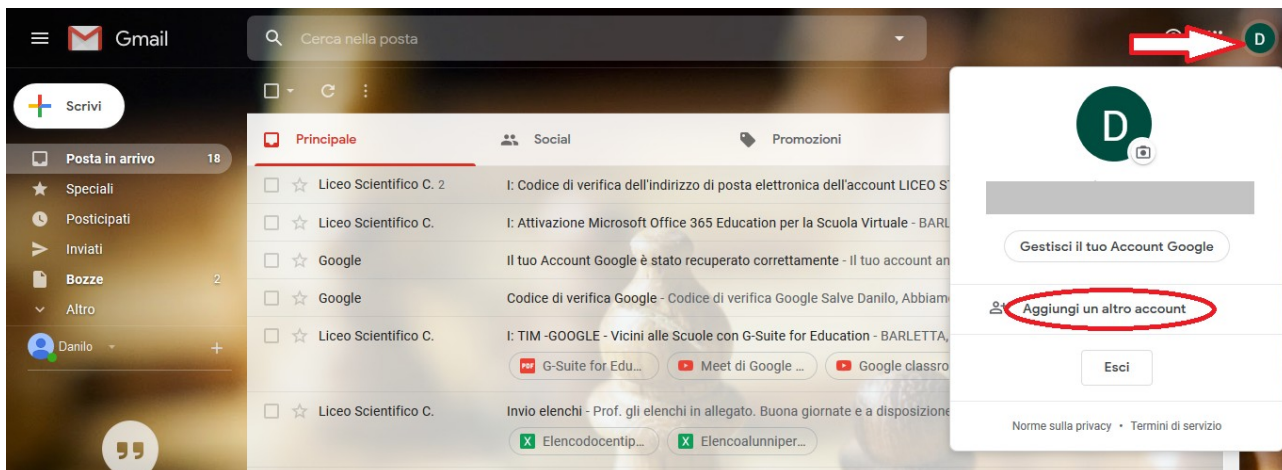 Gmail
Cerca nella posta
D
Scrivi
D
Principale
Social
Promozioni
Posta in arrivo 18
Liceo Scientifico C. 2 I: Codice di verifica dell'indirizzo di posta elettronica dell'account LICEO
Speciali
Posticipati
Liceo Scientifico C. I: Attivazione Microsoft Office 365 Education per la Scuola Virtuale - BARL
Inviati
Gestisci il tuo Account Google
Google Il tuo Account Google è stato recuperato correttamente - Il tuo account an
Bozze 2
Google Codice di verifica Google - Codice di verifica Google Salve Danilo, Abbiam
Altro
Aggiungi un altro account
Liceo Scientifico C. I: TIM -GOOGLE - Vicini alle Scuole con G-Suite for Education - BARLETTA,
Danilo
PDF G-Suite for Edu... Meet di Google ... Google classro
Esci
Liceo Scientifico C. Invio elenchi - Prof. gli elenchi in allegato. Buona giornate e a disposizione
X Elencodocentip... X Elencoalunniper...
Norme sulla privacy • Termini di servizio